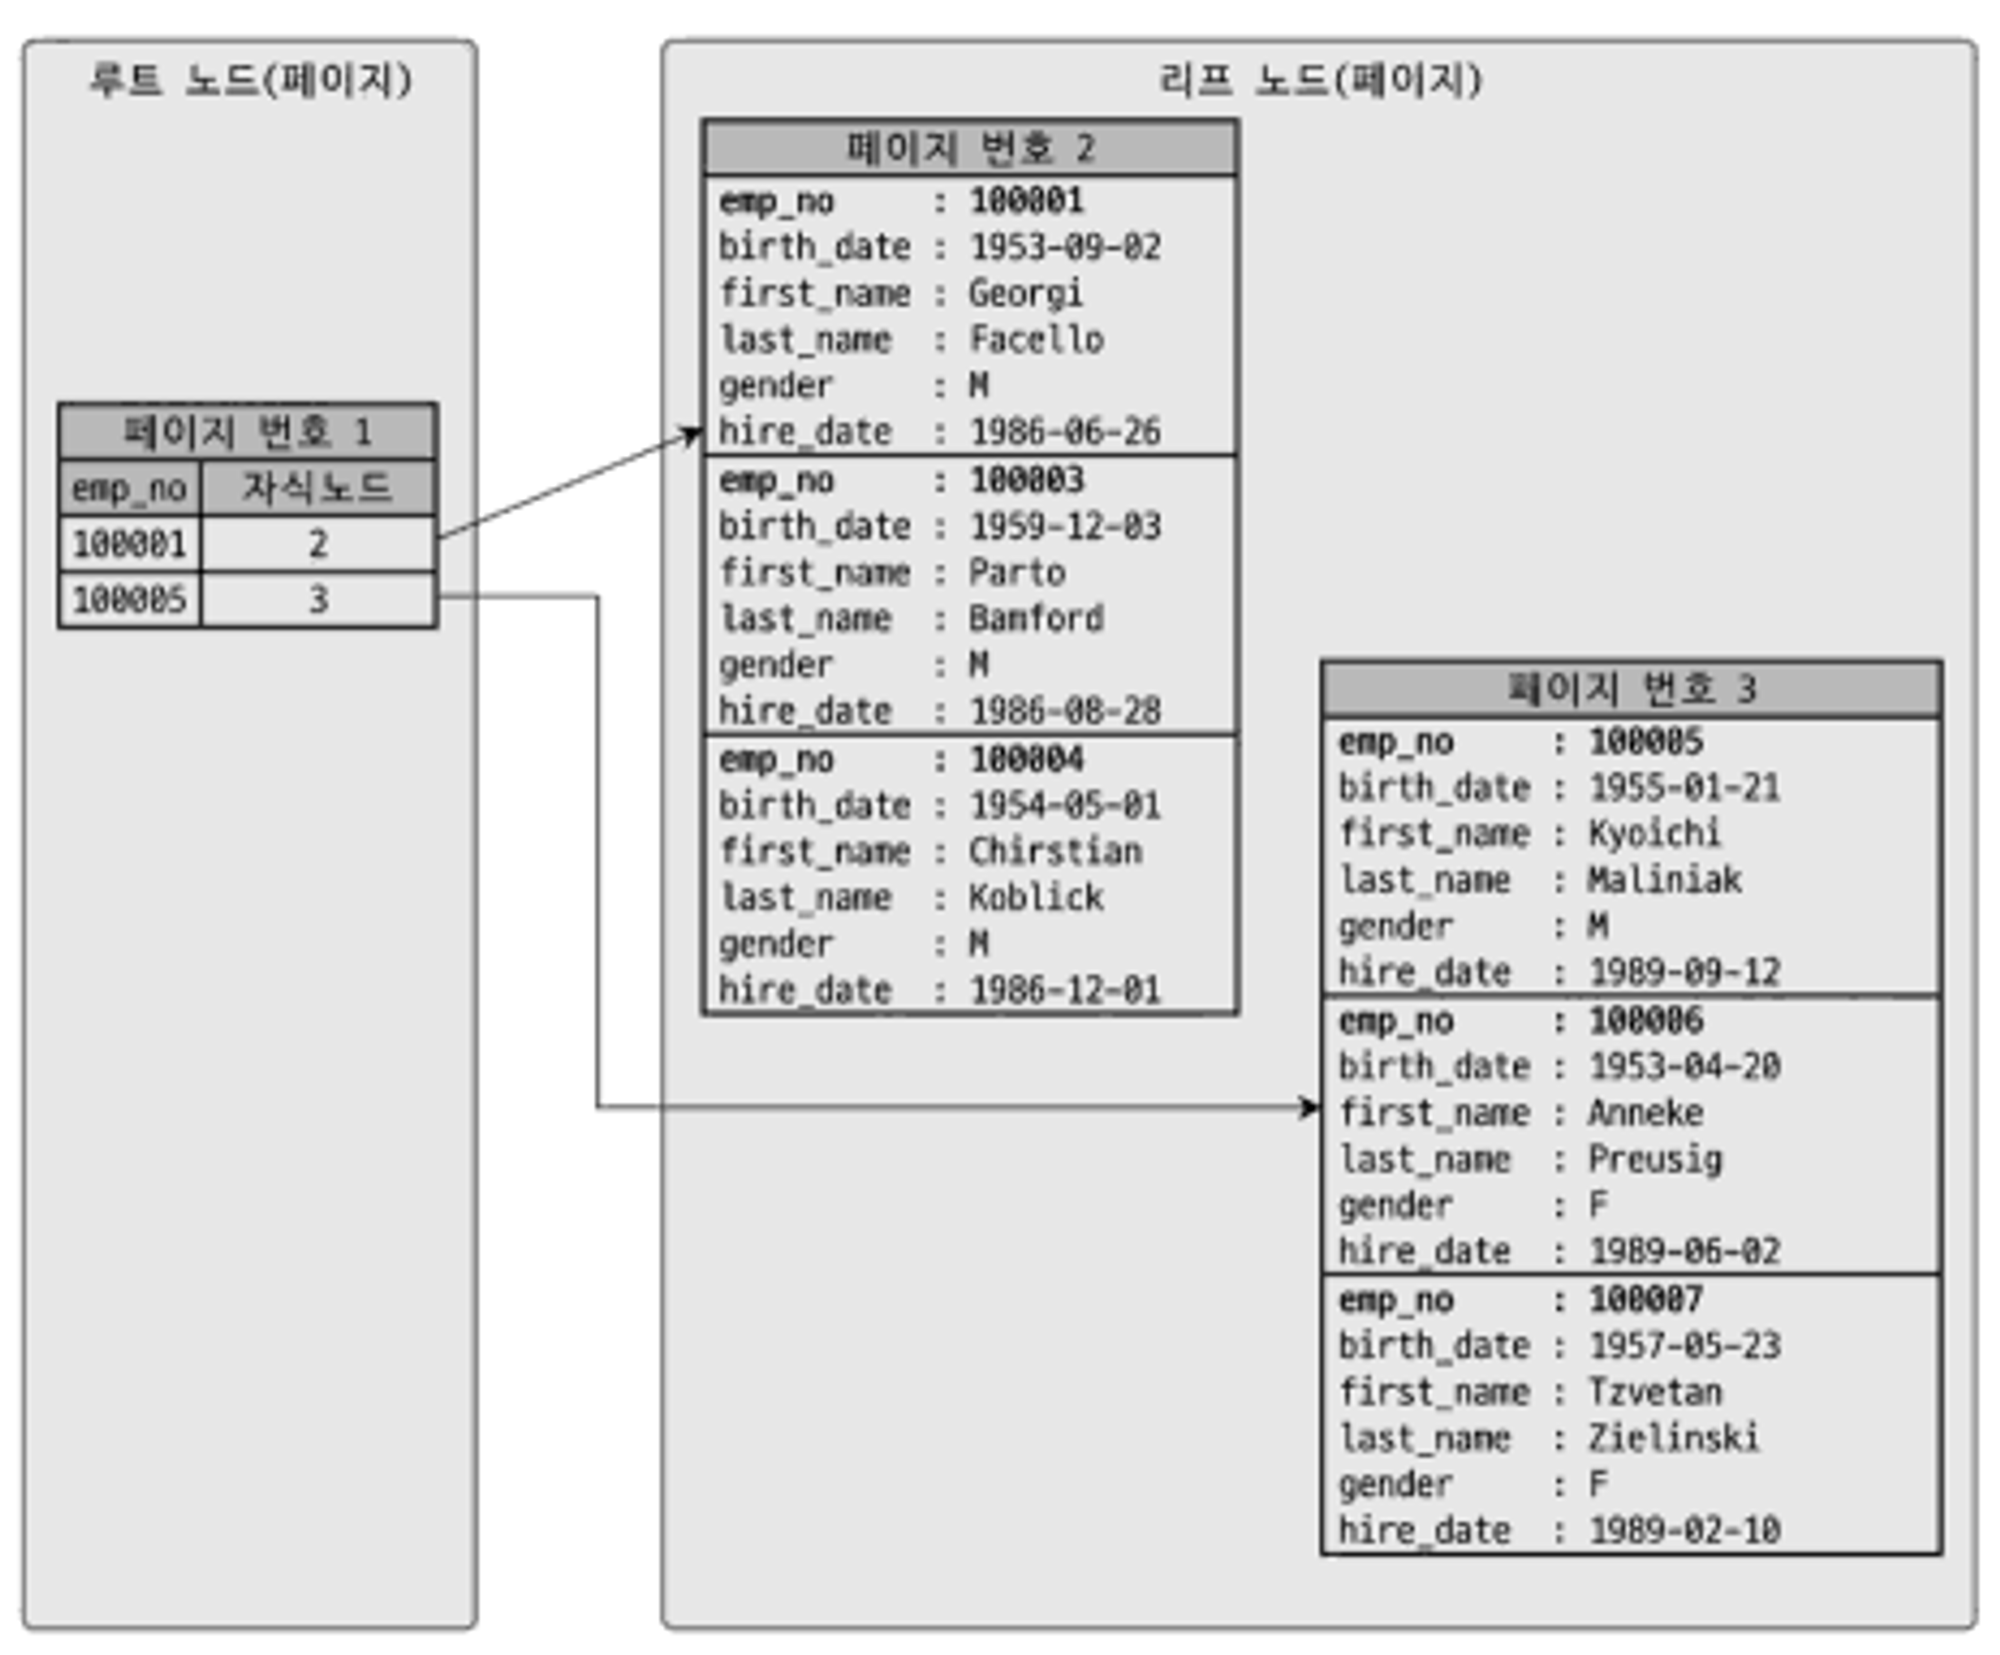 루트 노드(페이지)
페이지 번호 1
emp_no 자식노드
100001 2
100005 3
리프 노드(페이지)
페이지 번호 2
emp_no : 100001
birth_date : 1953-09-02
first_name : Georgi
last_name : Facello
gender : M
hire_date : 1986-06-26
emp_no : 100003
birth_date : 1959-12-03
first_name : Parto
last_name : Bamford
gender : M
hire_date : 1986-08-28
emp_no : 100004
birth_date : 1954-05-01
first_name : Chirstian
last_name : Koblick
gender : M
hire_date : 1986-12-01
페이지 번호 3
emp_no : 100005
birth_date : 1955-01-21
first_name : Kyoichi
last_name : Maliniak
gender : M
hire_date : 1989-09-12
emp_no : 100006
birth_date : 1953-04-20
first_name : Anneke
last_name : Preusig
gender : F
hire_date : 1989-06-02
emp_no : 100007
birth_date : 1957-05-23
first_name : Tzvetan
last_name : Zielinski
gender : F
hire_date : 1989-02-10